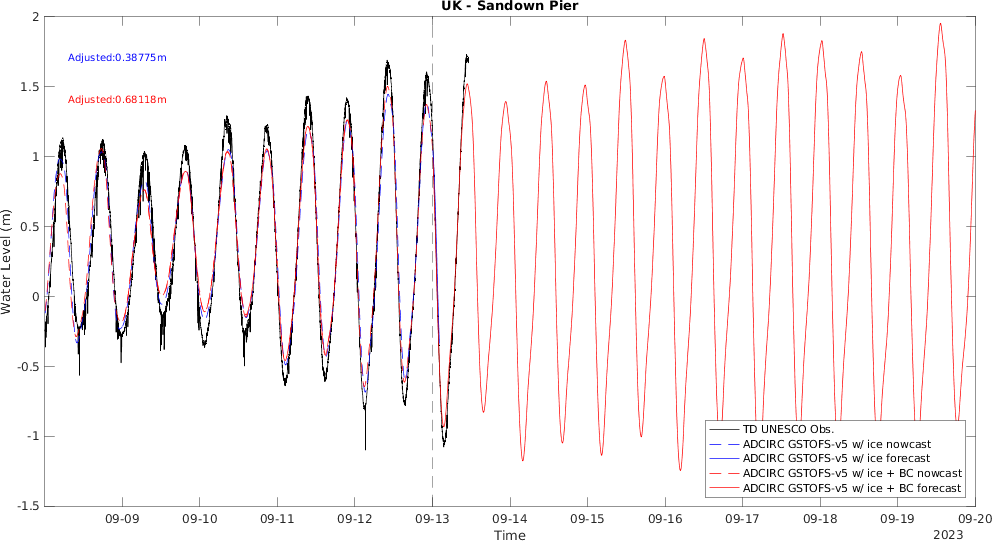 UK - Sandown Pier
Adjusted:0.38775m
Adjusted:0.68118m
Water Level (m)
2
1.5
1
0.5
0
-0.5
-1
-1.5
TD UNESCO Obs.
ADCIRC GSTOFS-v5 w/ ice nowcast
ADCIRC GSTOFS-v5 w/ ice forecast
ADCIRC GSTOFS-v5 w/ ice + BC nowcast
ADCIRC GSTOFS-v5 w/ ice + BC forecast
09-09 09-10 09-11 09-12 09-13 09-14 09-15 09-16 09-17 09-18 09-19 09-20
Time
2023